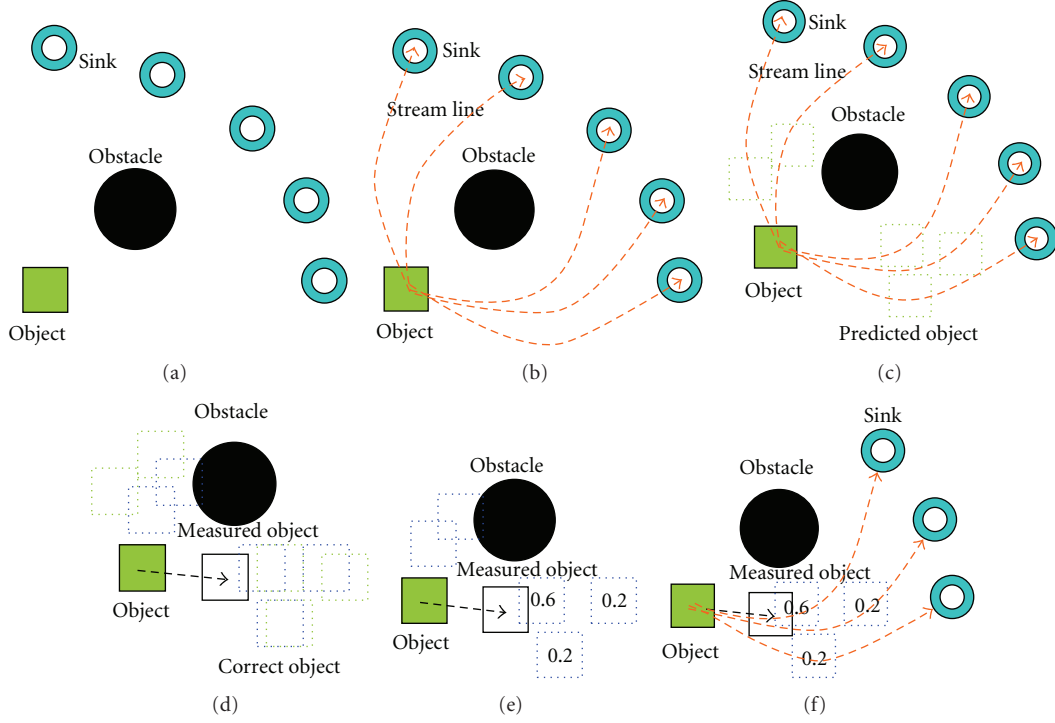 Sink
Obstacle
Object
(a)
Sink
Stream line
Obstacle
Object
(b)
Sink
Stream line
Obstacle
Object
Predicted object
(c)
Obstacle
Measured object
Object
Correct object
(d)
Obstacle
Measured object
0.6
0.2
Object
0.2
(e)
Sink
Obstacle
Measured object
0.6
0.2
Object
0.2
(f)